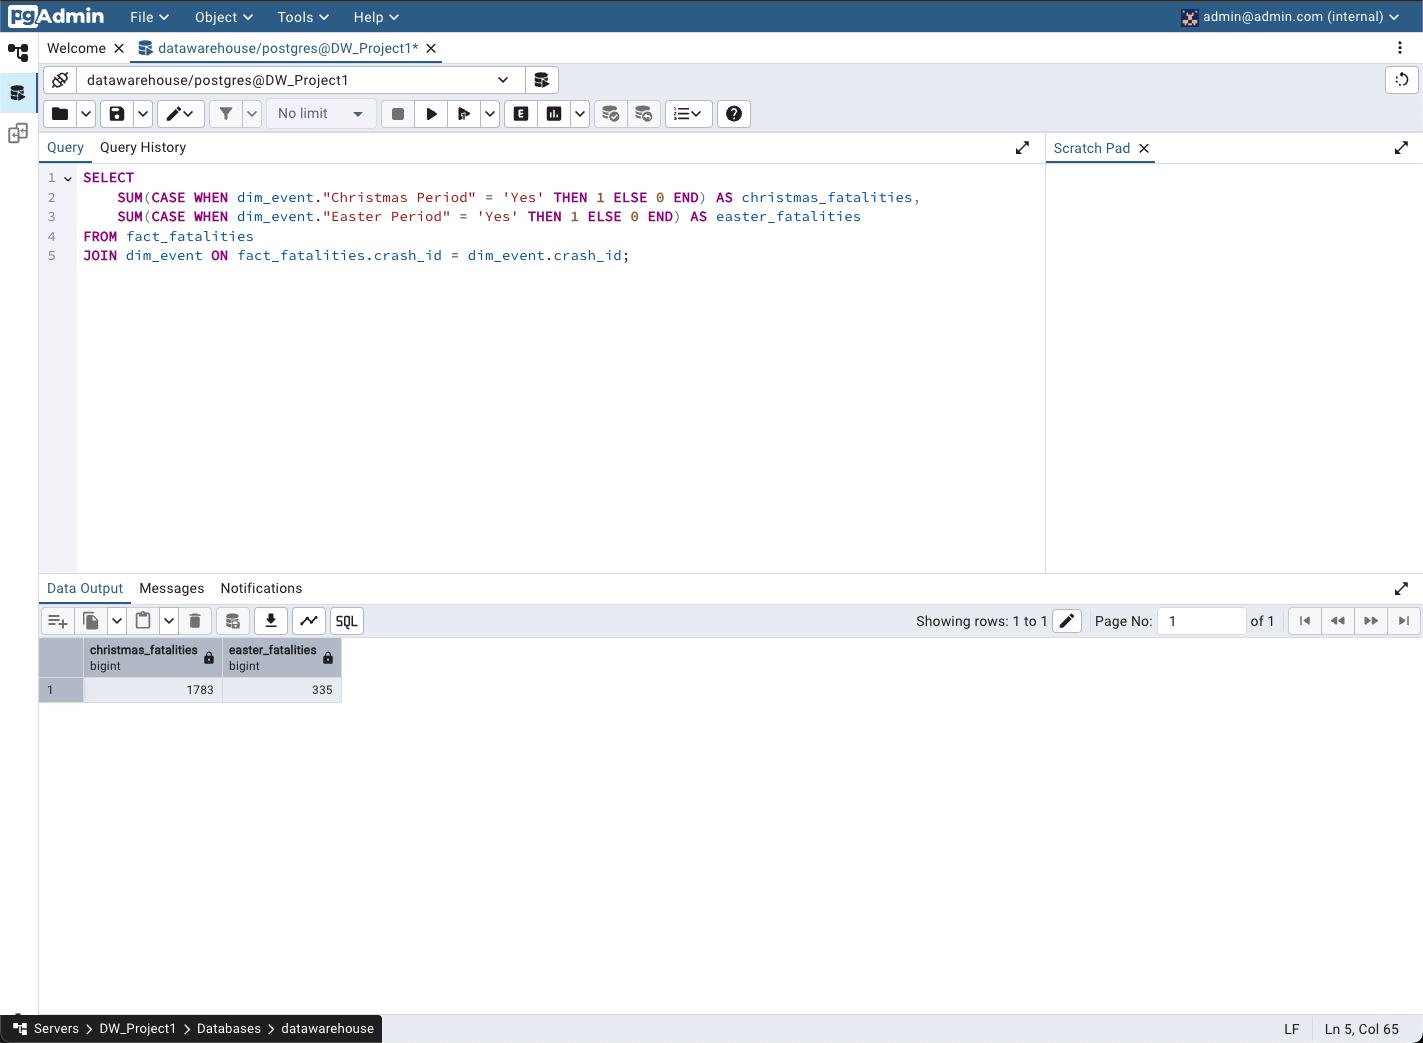 pgAdmin File Object Tools Help admin@admin.com (internal)
Welcome datawarehouse/postgres@DW_Project1*
datawarehouse/postgres@DW_Project1
No limit E
Query Query History Scratch Pad
1 SELECT
2 SUM(CASE WHEN dim_event."Christmas Period" = 'Yes' THEN 1 ELSE 0 END) AS christmas_fatalities,
3 SUM(CASE WHEN dim_event."Easter Period" = 'Yes' THEN 1 ELSE 0 END) AS easter_fatalities
4 FROM fact_fatalities
5 JOIN dim_event ON fact_fatalities.crash_id = dim_event.crash_id;
Data Output Messages Notifications
SQL Showing rows: 1 to 1 Page No: 1 of 1
christmas_fatalities easter_fatalities
bigint bigint
1 1783 335
Servers DW_Project1 Databases datawarehouse LF Ln 5, Col 65